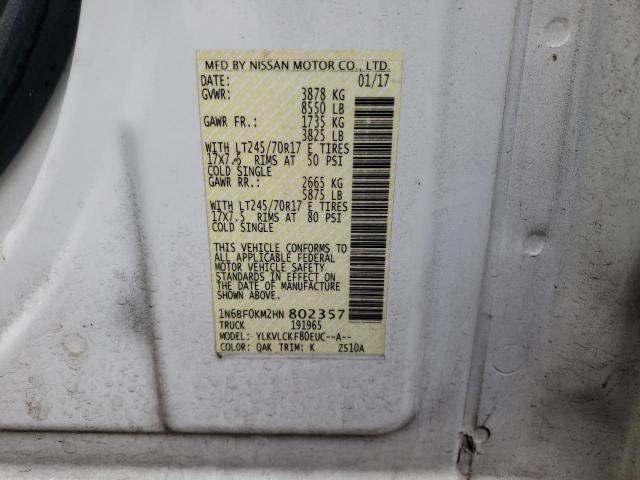 MFD BY NISSAN MOTOR CO., LTD.
DATE: 01/17
GVWR: 3878 KG
8550 LB
GAWR FR.: 1735 KG
3825 LB
WITH LT245/70R17 E TIRES
17X7.5 RIMS AT 50 PSI
COLD SINGLE
GAWR RR.: 2665 KG
5875 LB
WITH LT245/70R17 E TIRES
17X7.5 RIMS AT 80 PSI
COLD SINGLE
THIS VEHICLE CONFORMS TO
ALL APPLICABLE FEDERAL
MOTOR VEHICLE SAFETY
STANDARDS IN EFFECT ON
THE DATE OF MANUFACTURE
SHOWN ABOVE.
1N6BF0KM2HN 802357
TRUCK 191965
MODEL: YLKVLCKF80EUC--A--
COLOR: QAK TRIM: K ZS10A